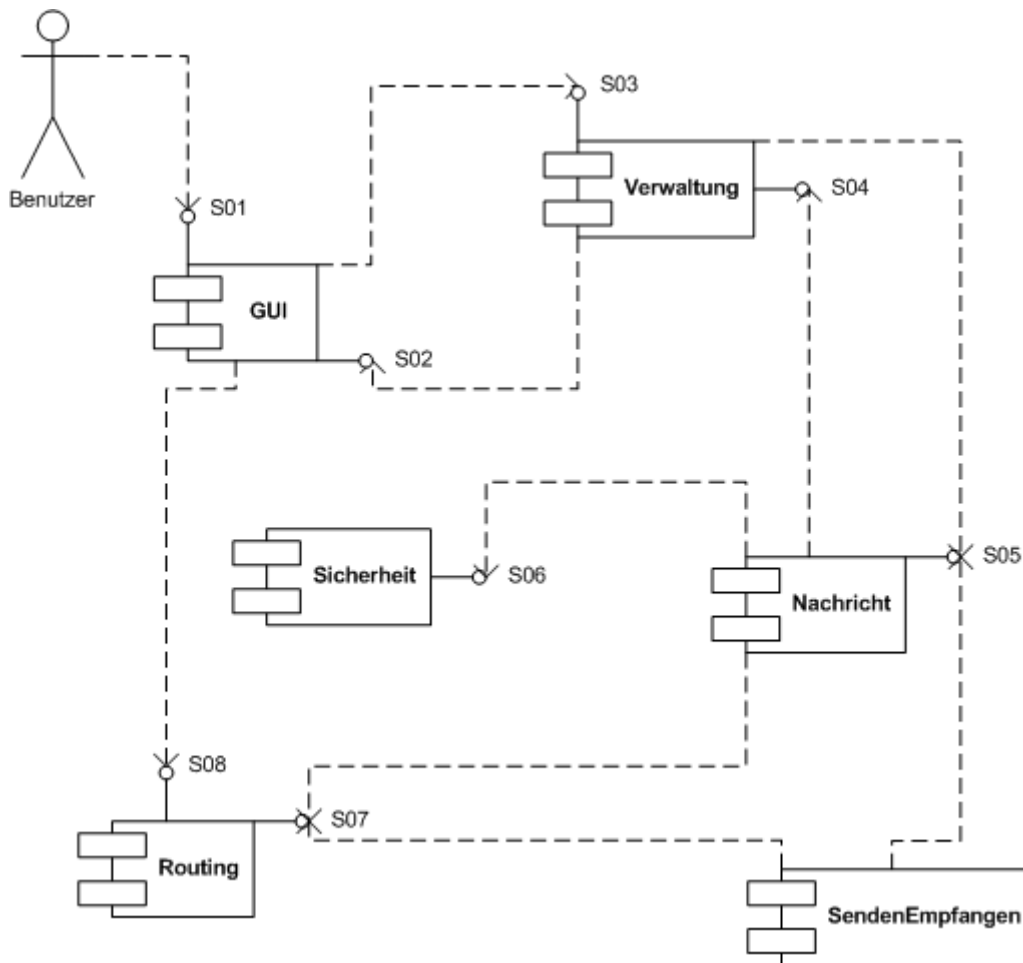 S03
Verwaltung
S04
Benutzer
S01
GUI
S02
Sicherheit
S06
S05
Nachricht
S08
S07
Routing
SendenEmpfangen